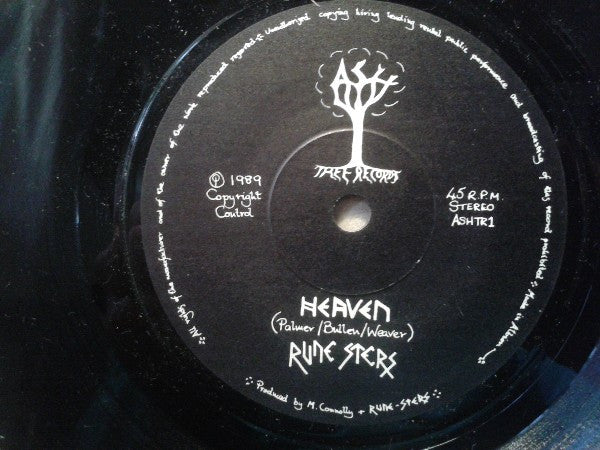 ASH
TREE RECORDS
℗ 1989
Copyright
Control
45 R.P.M.
STEREO
ASHTR1
HEAVEN
(Palmer/Bullen/Weaver)
RUNE STERS
Produced by M. Connolly + RUNE-STERS
All rights of the manufacturer and of the owner of the work reproduced reserved Unauthorised copying hiring lending rental public performance and broadcasting of this record prohibited Made in Albion